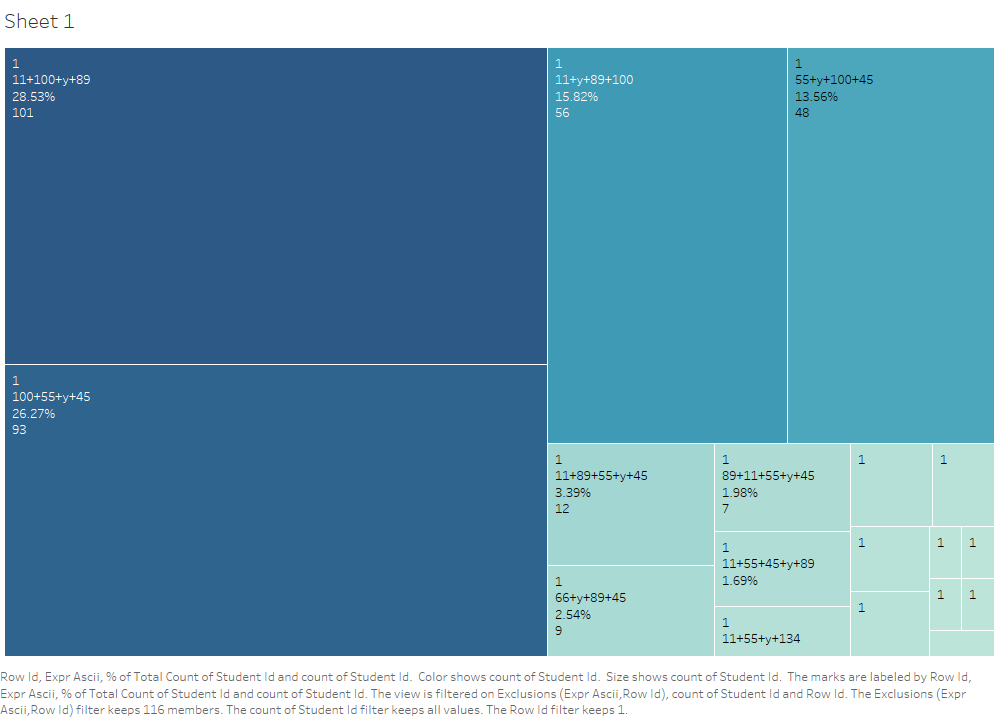 Sheet 1
1
11+100+y+89
28.53%
101
1
100+55+y+45
26.27%
93
1
11+y+89+100
15.82%
56
1
55+y+100+45
13.56%
48
1
11+89+55+y+45
3.39%
12
1
66+y+89+45
2.54%
9
1
89+11+55+y+45
1.98%
7
1
11+55+45+y+89
1.69%
1
11+55+y+134
1
1
1
1
1
1
1
1
Row Id, Expr Ascii, % of Total Count of Student Id and count of Student Id.  Color shows count of Student Id.  Size shows count of Student Id.  The marks are labeled by Row Id,
Expr Ascii, % of Total Count of Student Id and count of Student Id. The view is filtered on Exclusions (Expr Ascii,Row Id), count of Student Id and Row Id. The Exclusions (Expr
Ascii,Row Id) filter keeps 116 members. The count of Student Id filter keeps all values. The Row Id filter keeps 1.